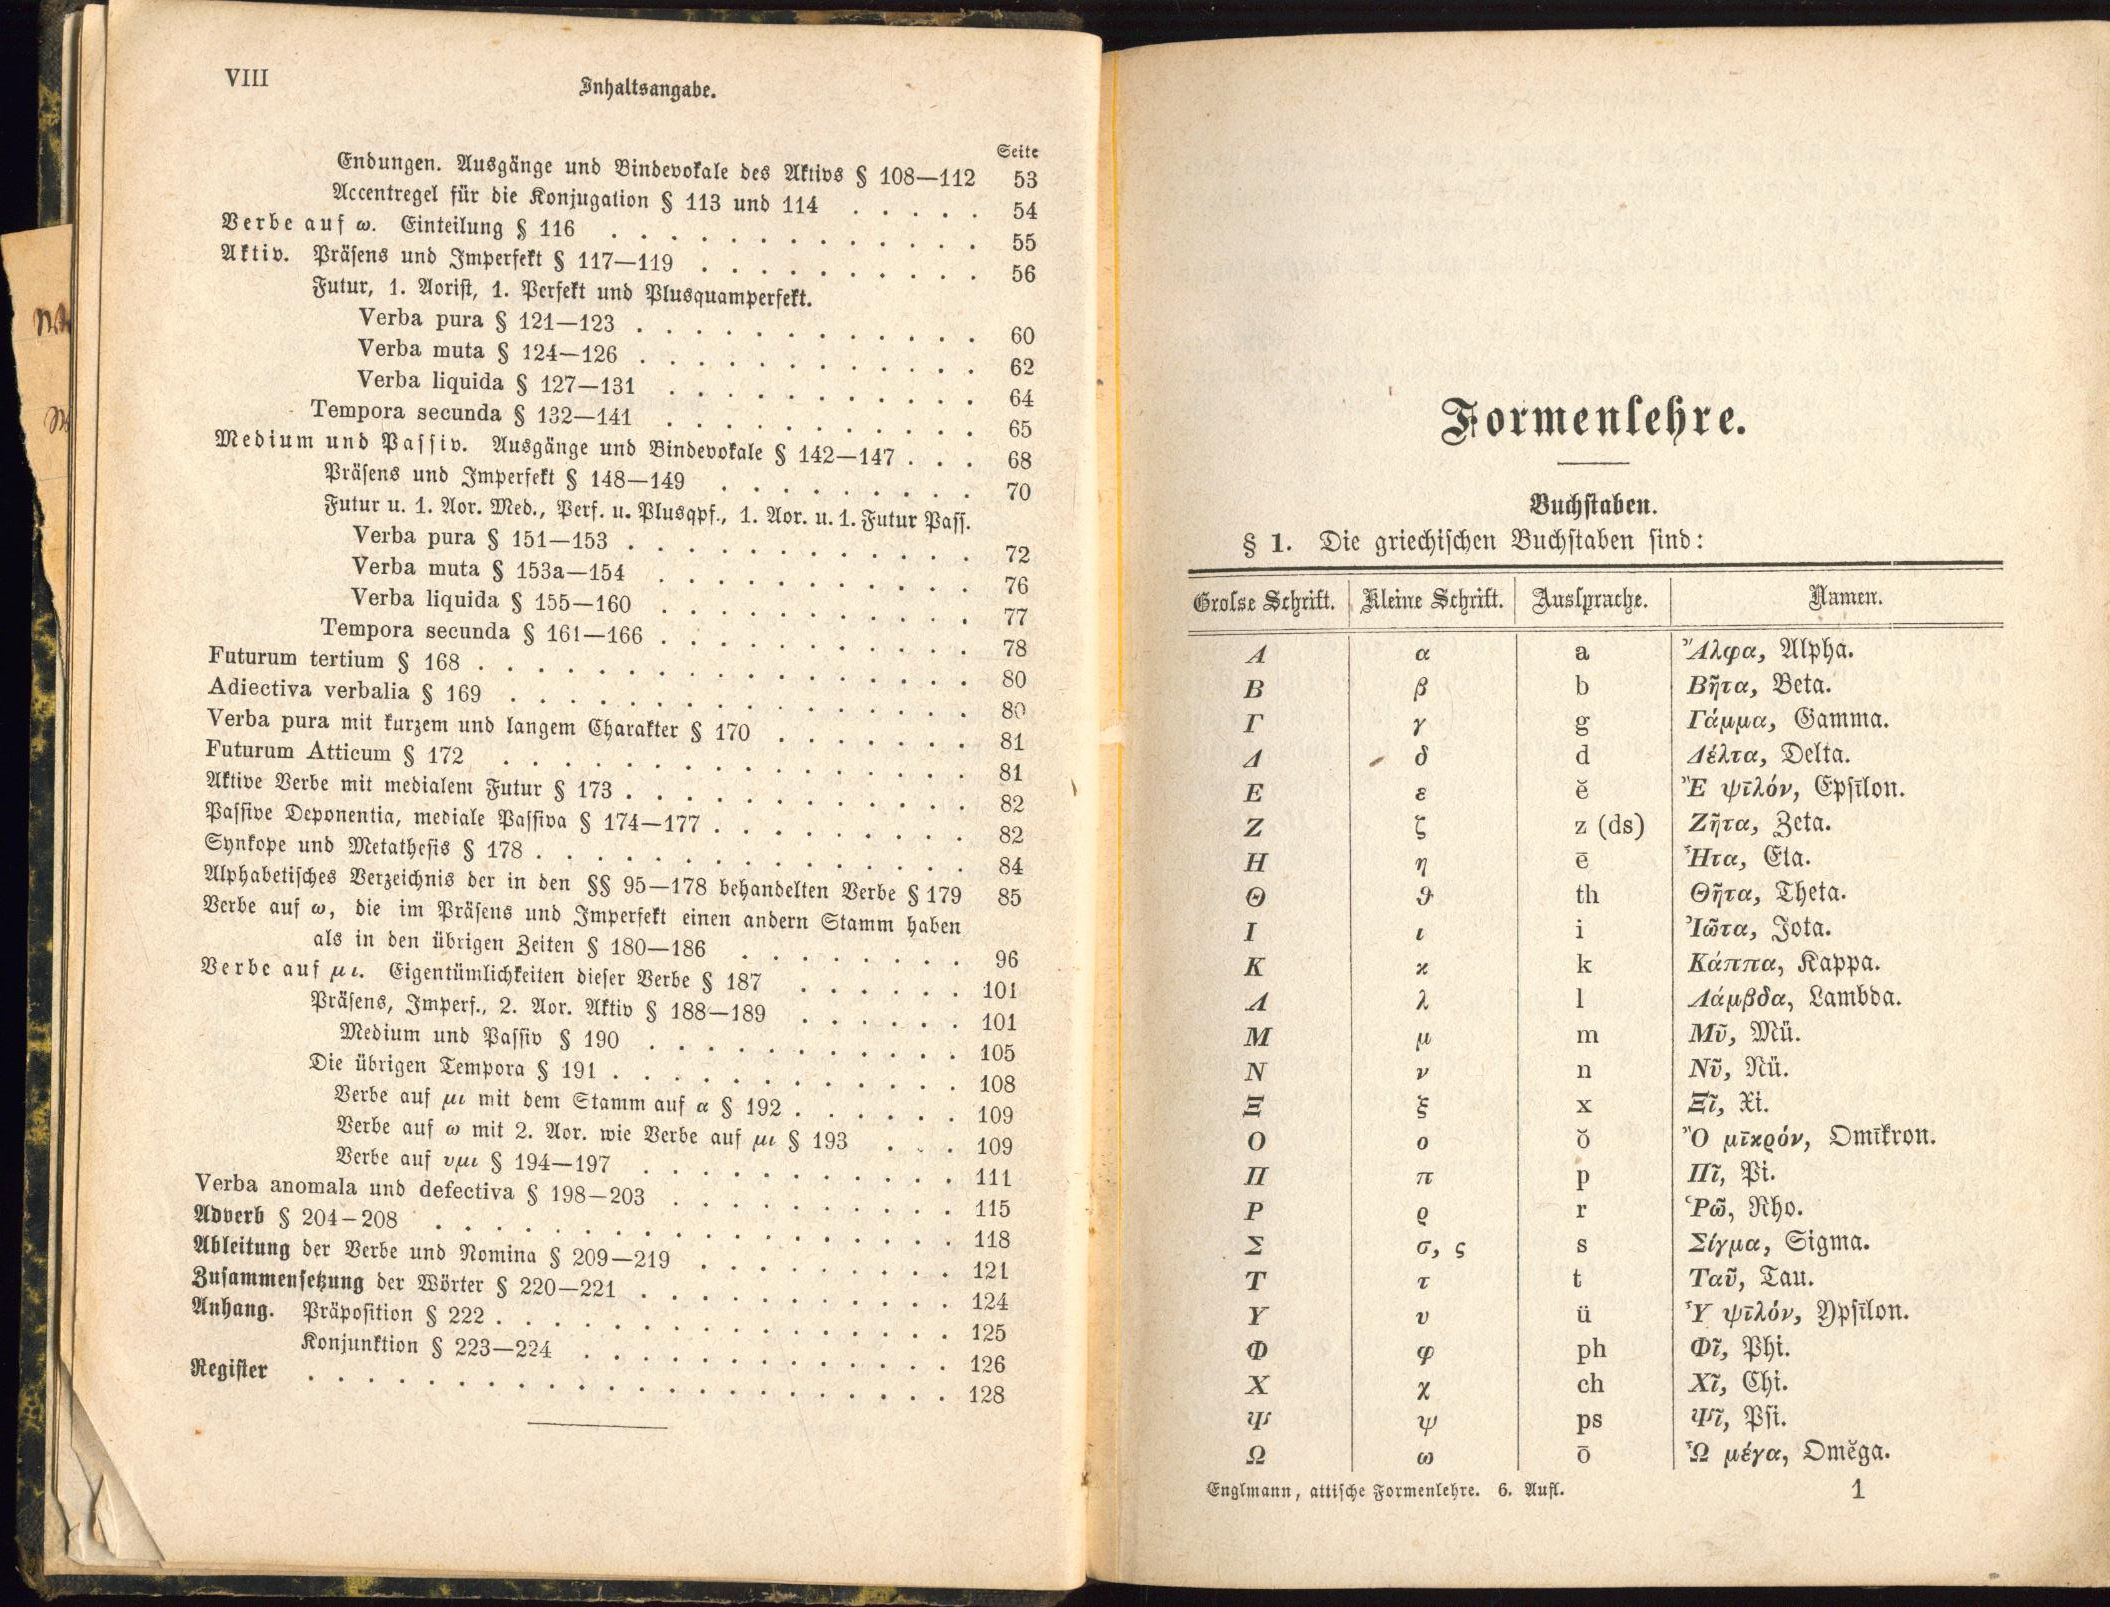 VIII
Inhaltsangabe.
Seite
Endungen. Ausgänge und Bindevokale des Aktivs § 108—112 53
Accentregel für die Konjugation § 113 und 114 . . . . . 54
Verbe auf ω. Einteilung § 116 . . . . . . . . . . . . . 55
Aktiv. Präsens und Imperfekt § 117—119 . . . . . . . . . . 56
Futur, 1. Aorist, 1. Perfekt und Plusquamperfekt.
Verba pura § 121—123 . . . . . . . . . . . . 60
Verba muta § 124—126 . . . . . . . . . . . . 62
Verba liquida § 127—131 . . . . . . . . . . . 64
Tempora secunda § 132—141 . . . . . . . . . . . 65
Medium und Passiv. Ausgänge und Bindevokale § 142—147 . . . 68
Präsens und Imperfekt § 148—149 . . . . . . . . . 70
Futur u. 1. Aor. Med., Perf. u. Plusqpf., 1. Aor. u. 1. Futur Pass.
Verba pura § 151—153 . . . . . . . . . . . . 72
Verba muta § 153a—154 . . . . . . . . . . . 76
Verba liquida § 155—160 . . . . . . . . . . . 77
Tempora secunda § 161—166 . . . . . . . . . . . 78
Futurum tertium § 168 . . . . . . . . . . . . . . . . . 80
Adiectiva verbalia § 169 . . . . . . . . . . . . . . . . 80
Verba pura mit kurzem und langem Charakter § 170 . . . . . . . 81
Futurum Atticum § 172 . . . . . . . . . . . . . . . . 81
Aktive Verbe mit medialem Futur § 173 . . . . . . . . . . . . 82
Passive Deponentia, mediale Passiva § 174—177 . . . . . . . . . 82
Synkope und Metathesis § 178 . . . . . . . . . . . . . . . 84
Alphabetisches Verzeichnis der in den §§ 95—178 behandelten Verbe § 179 85
Verbe auf ω, die im Präsens und Imperfekt einen andern Stamm haben
als in den übrigen Zeiten § 180—186 . . . . . . . . 96
Verbe auf μι. Eigentümlichkeiten dieser Verbe § 187 . . . . . . 101
Präsens, Imperf., 2. Aor. Aktiv § 188—189 . . . . . . 101
Medium und Passiv § 190 . . . . . . . . . . . 105
Die übrigen Tempora § 191 . . . . . . . . . . . . 108
Verbe auf μι mit dem Stamm auf α § 192 . . . . . . 109
Verbe auf ω mit 2. Aor. wie Verbe auf μι § 193 . . . 109
Verbe auf υμι § 194—197 . . . . . . . . . . . 111
Verba anomala und defectiva § 198—203 . . . . . . . . . . 115
Adverb § 204—208 . . . . . . . . . . . . . . . . . . 118
Ableitung der Verbe und Nomina § 209—219 . . . . . . . . . 121
Zusammensetzung der Wörter § 220—221 . . . . . . . . . . . 124
Anhang. Präposition § 222 . . . . . . . . . . . . . . . . 125
Konjunktion § 223—224 . . . . . . . . . . . . . 126
Register . . . . . . . . . . . . . . . . . . . . . . 128
Formenlehre.
Buchstaben.
§ 1. Die griechischen Buchstaben sind:
Große Schrift. Kleine Schrift. Aussprache. Namen.
Α α a Ἄλφα, Alpha.
Β β b Βῆτα, Beta.
Γ γ g Γάμμα, Gamma.
Δ δ d Δέλτα, Delta.
Ε ε ĕ Ἒ ψῑλόν, Epsīlon.
Ζ ζ z (ds) Ζῆτα, Zeta.
Η η ē Ἦτα, Eta.
Θ ϑ th Θῆτα, Theta.
Ι ι i Ἰῶτα, Jota.
Κ ϰ k Κάππα, Kappa.
Λ λ l Λάμβδα, Lambda.
Μ μ m Μῦ, Mü.
Ν ν n Νῦ, Nü.
Ξ ξ x Ξῖ, Xi.
Ο ο ŏ Ὂ μῑκρόν, Omīkron.
Π π p Πῖ, Pi.
Ρ ϱ r Ῥῶ, Rho.
Σ σ, ς s Σίγμα, Sigma.
Τ τ t Ταῦ, Tau.
Υ υ ü Ὓ ψῑλόν, Ypsīlon.
Φ φ ph Φῖ, Phi.
Χ χ ch Χῖ, Chi.
Ψ ψ ps Ψῖ, Psi.
Ω ω ō Ὦ μέγα, Omĕga.
Englmann, attische Formenlehre. 6. Aufl. 1